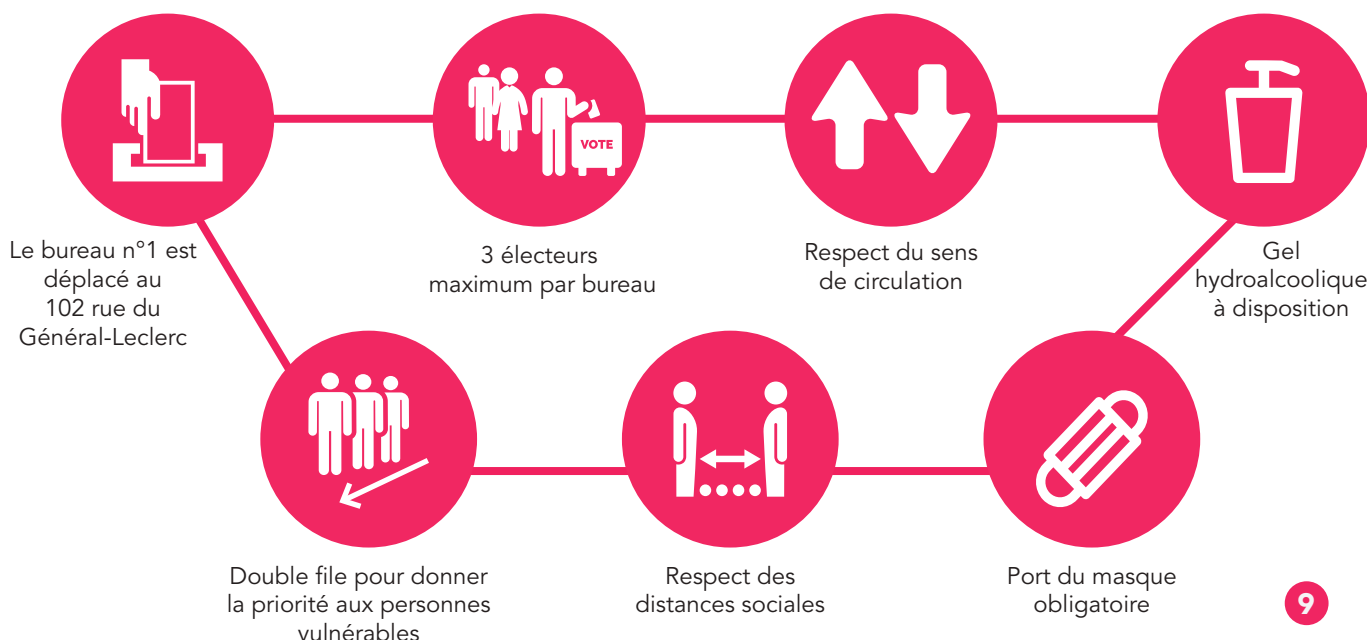 VOTE
Le bureau n°1 est
déplacé au
102 rue du
Général-Leclerc
3 électeurs
maximum par bureau
Respect du sens
de circulation
Gel
hydroalcoolique
à disposition
Double file pour donner
la priorité aux personnes
vulnérables
Respect des
distances sociales
Port du masque
obligatoire
9